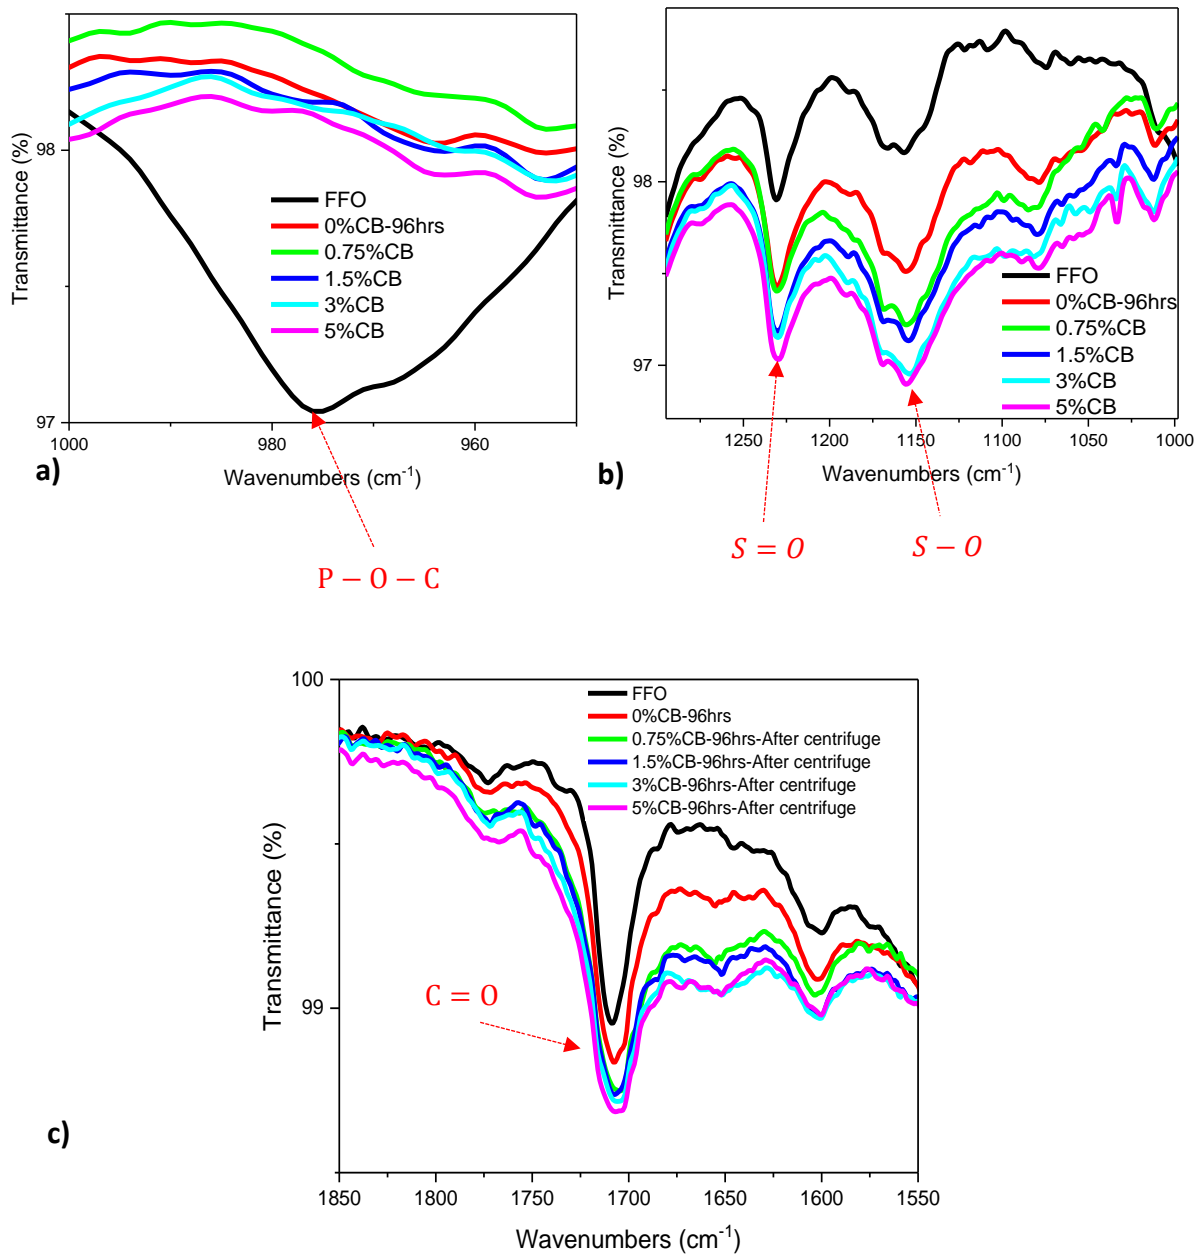 98
97
Transmittance (%)
FFO
0%CB-96hrs
0.75%CB
1.5%CB
3%CB
5%CB
1000
980
960
Wavenumbers (cm⁻¹)
a)
P − O − C
98
97
Transmittance (%)
FFO
0%CB-96hrs
0.75%CB
1.5%CB
3%CB
5%CB
1250
1200
1150
1100
1050
1000
Wavenumbers (cm⁻¹)
b)
S = O
S − O
100
99
Transmittance (%)
FFO
0%CB-96hrs
0.75%CB-96hrs-After centrifuge
1.5%CB-96hrs-After centrifuge
3%CB-96hrs-After centrifuge
5%CB-96hrs-After centrifuge
C = O
c)
1850
1800
1750
1700
1650
1600
1550
Wavenumbers (cm⁻¹)